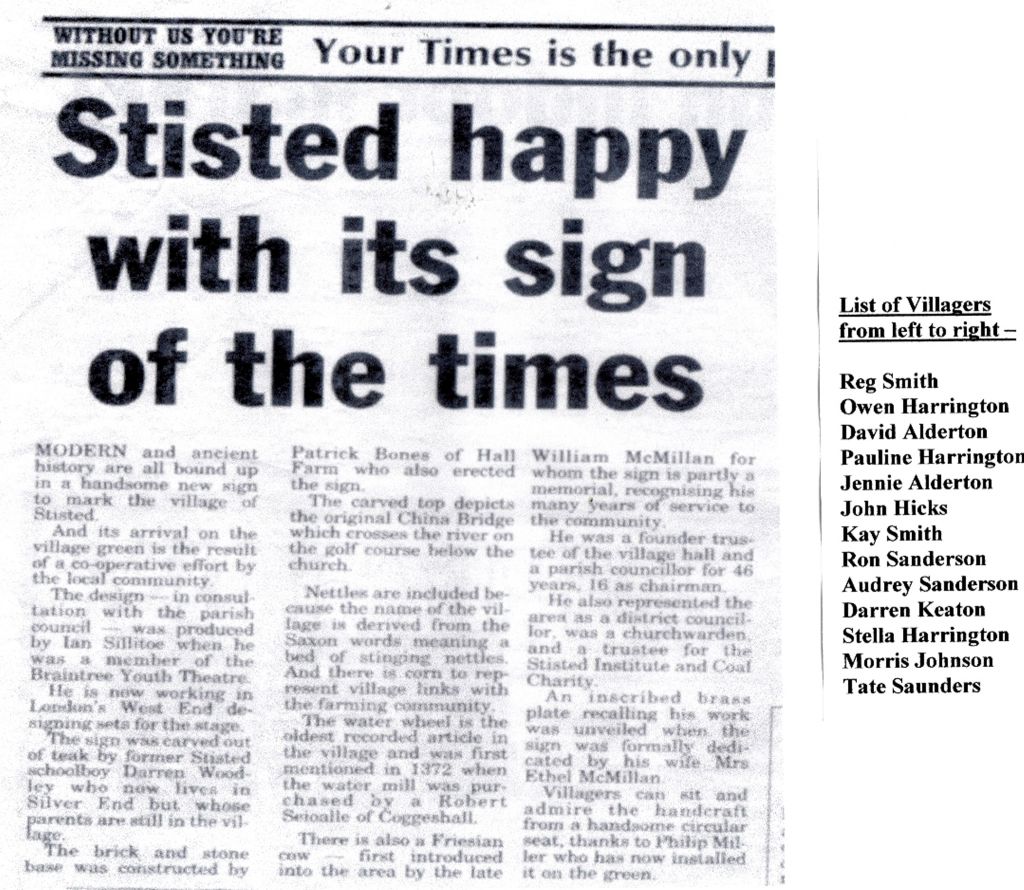 WITHOUT US YOU'RE
MISSING SOMETHING
Your Times is the only
Stisted happy
with its sign
of the times
MODERN and ancient
history are all bound up
in a handsome new sign
to mark the village of
Stisted.
And its arrival on the
village green is the result
of a co-operative effort by
the local community.
The design — in consul-
tation with the parish
council — was produced
by Ian Sillitoe when he
was a member of the
Braintree Youth Theatre.
He is now working in
London's West End de-
signing sets for the stage.
The sign was carved out
of teak by former Stisted
schoolboy Darren Wood-
ley who now lives in
Silver End but whose
parents are still in the vil-
lage.
The brick and stone
base was constructed by
Patrick Bones of Hall
Farm who also erected
the sign.
The carved top depicts
the original China Bridge
which crosses the river on
the golf course below the
church.
Nettles are included be-
cause the name of the vil-
lage is derived from the
Saxon words meaning a
bed of stinging nettles.
And there is corn to rep-
resent village links with
the farming community.
The water wheel is the
oldest recorded article in
the village and was first
mentioned in 1372 when
the water mill was pur-
chased by a Robert
Seioalle of Coggeshall.
There is also a Friesian
cow — first introduced
into the area by the late
William McMillan for
whom the sign is partly a
memorial, recognising his
many years of service to
the community.
He was a founder trus-
tee of the village hall and
a parish councillor for 46
years, 16 as chairman.
He also represented the
area as a district council-
lor, was a churchwarden,
and a trustee for the
Stisted Institute and Coal
Charity.
An inscribed brass
plate recalling his work
was unveiled when the
sign was formally dedi-
cated by his wife Mrs
Ethel McMillan.
Villagers can sit and
admire the handcraft
from a handsome circular
seat, thanks to Philip Mil-
ler who has now installed
it on the green.
List of Villagers
from left to right –
Reg Smith
Owen Harrington
David Alderton
Pauline Harrington
Jennie Alderton
John Hicks
Kay Smith
Ron Sanderson
Audrey Sanderson
Darren Keaton
Stella Harrington
Morris Johnson
Tate Saunders